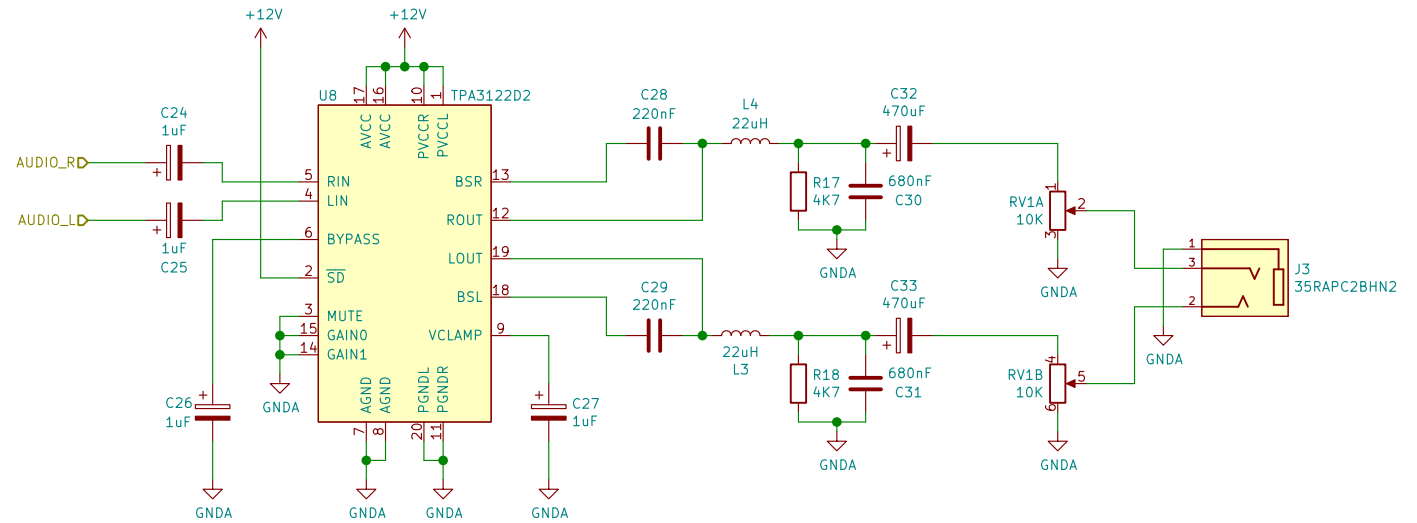 +12V
+12V
U8
TPA3122D2
17
16
10
1
AVCC
AVCC
PVCCR
PVCCL
C24
1uF
+
AUDIO_R
5
RIN
4
LIN
AUDIO_L
+
1uF
C25
6
BYPASS
2
SD
3
MUTE
15
GAIN0
14
GAIN1
GNDA
BSR
13
ROUT
12
LOUT
19
BSL
18
VCLAMP
9
AGND
AGND
PGNDL
PGNDR
7
8
20
11
+
C26
1uF
GNDA
GNDA
GNDA
+
C27
1uF
GNDA
C28
220nF
L4
22uH
C32
470uF
+
R17
4K7
680nF
C30
GNDA
1
RV1A
10K
2
3
GNDA
C29
220nF
22uH
L3
C33
470uF
+
R18
4K7
680nF
C31
GNDA
4
RV1B
10K
5
6
GNDA
1
3
2
J3
35RAPC2BHN2
GNDA